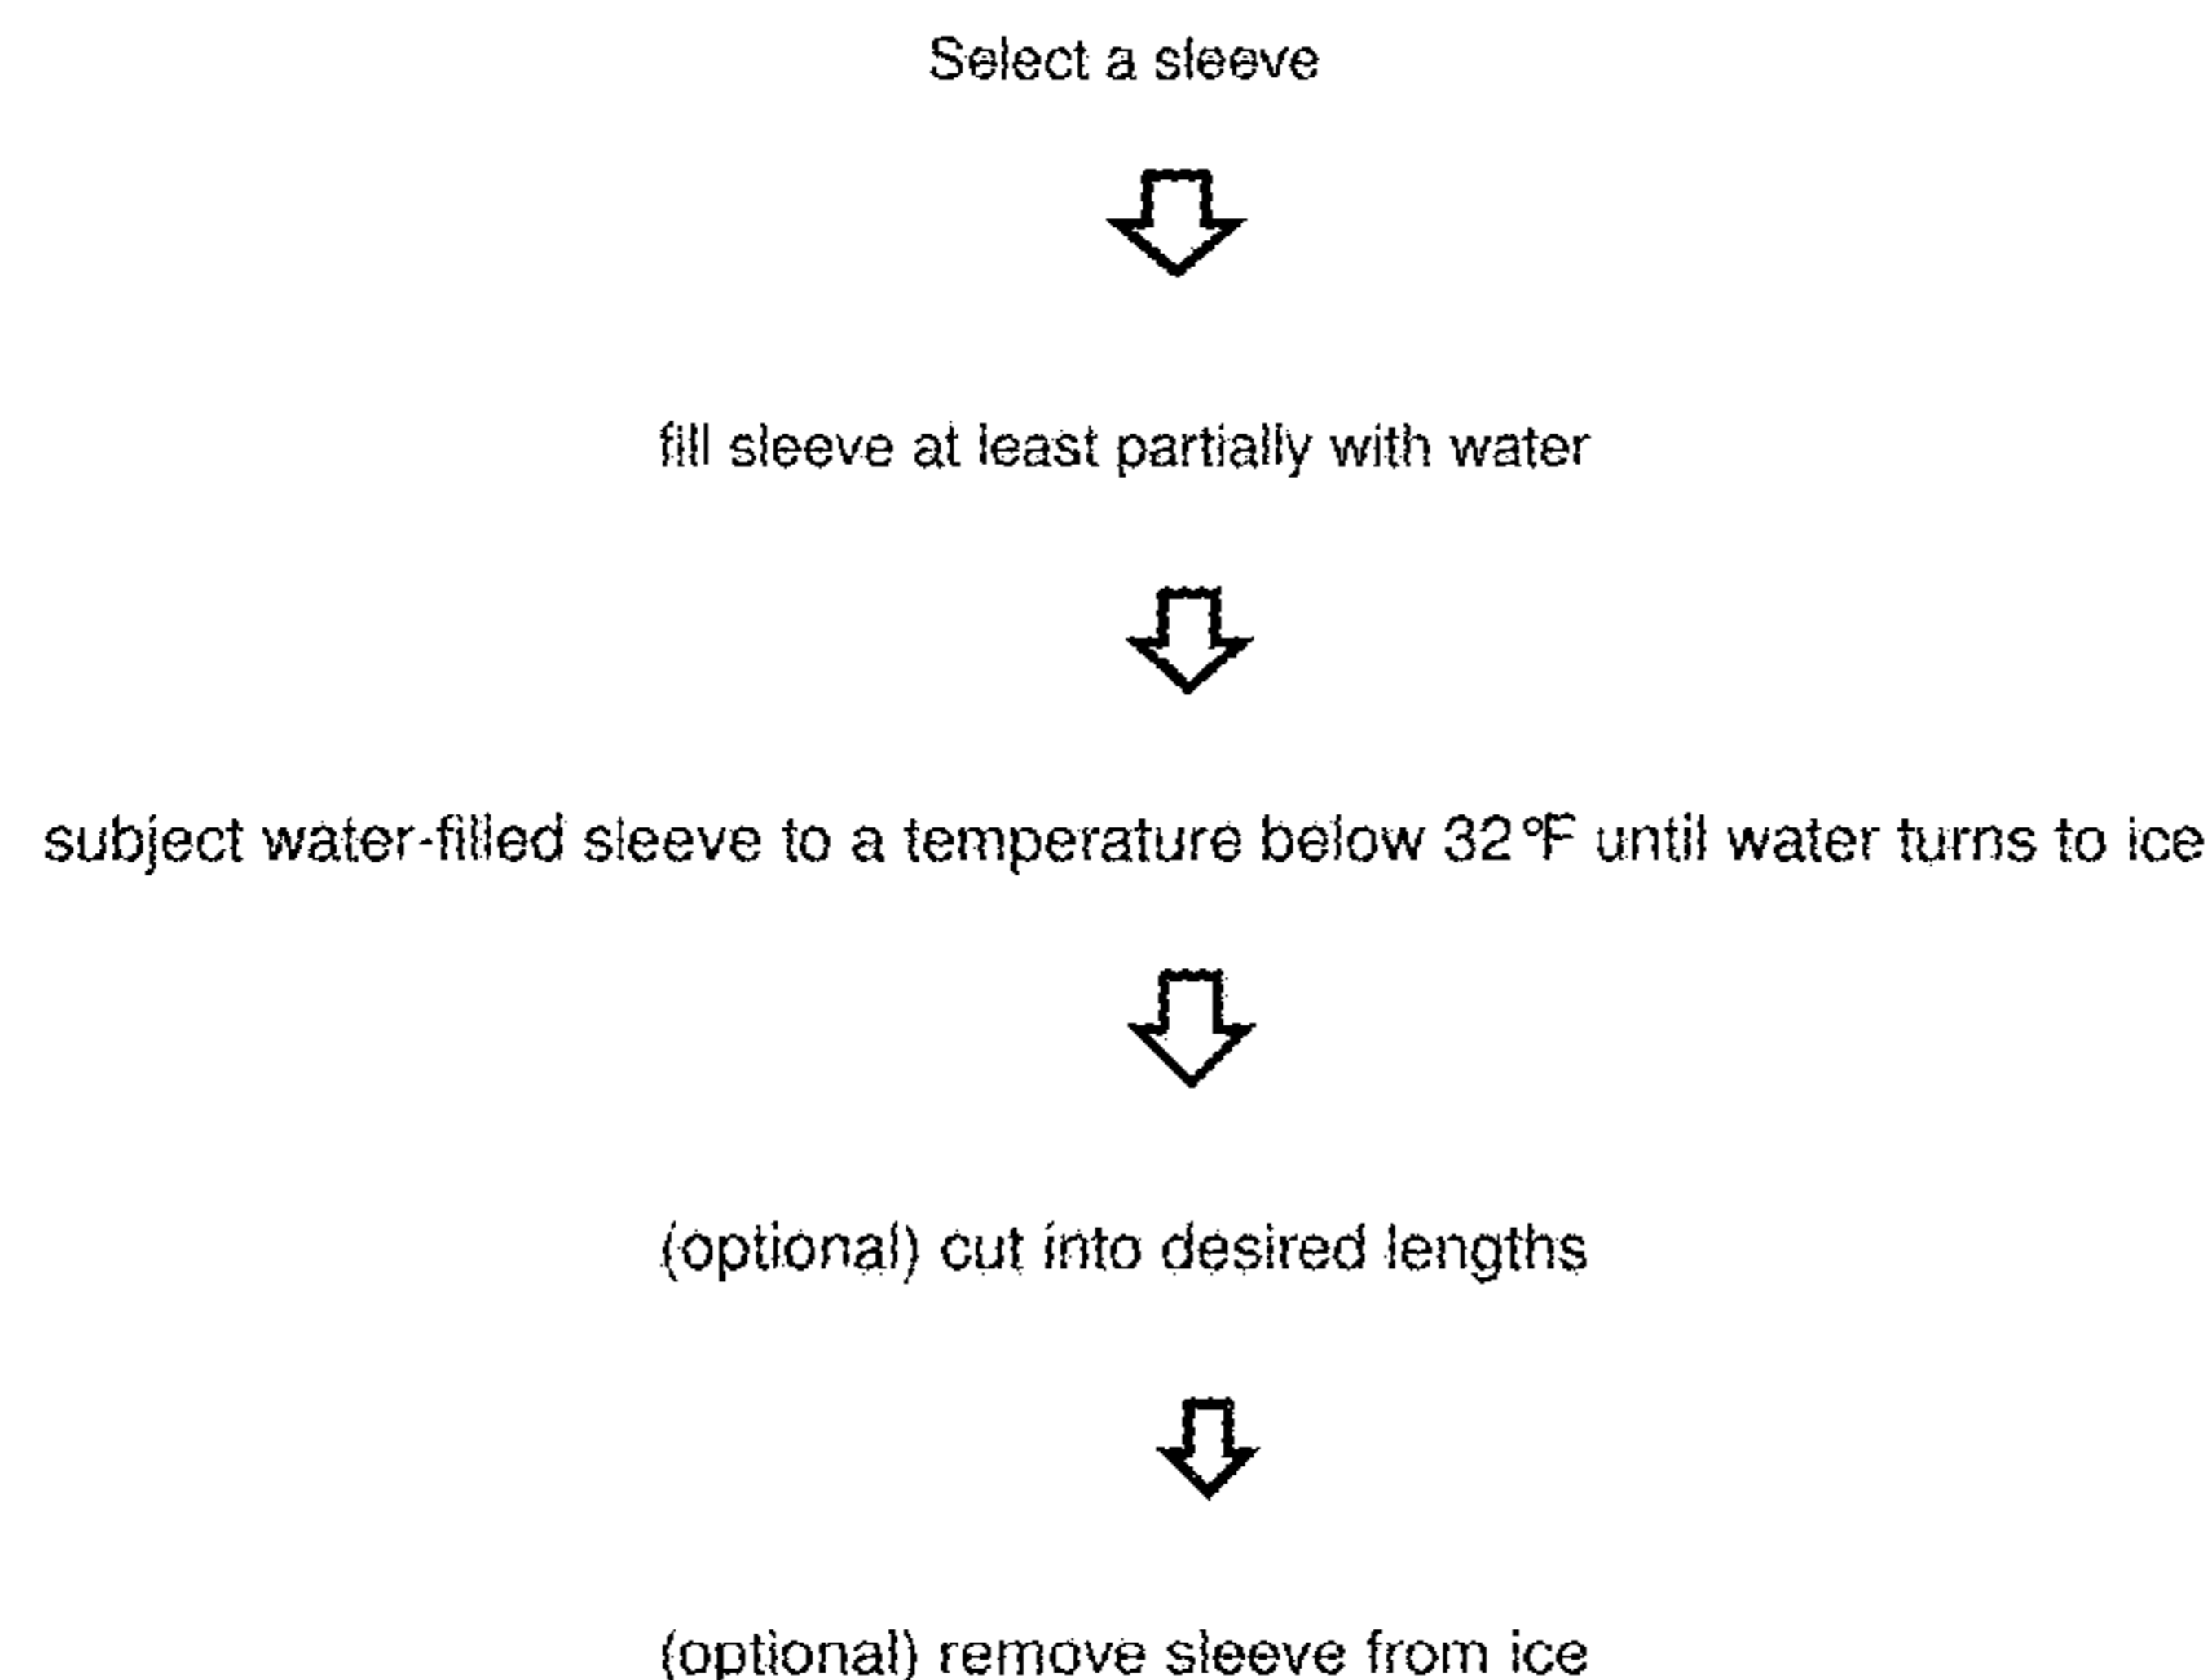 Select a sleeve
fill sleeve at least partially with water
subject water-filled sleeve to a temperature below 32°F until water turns to ice
(optional) cut into desired lengths
(optional) remove sleeve from ice